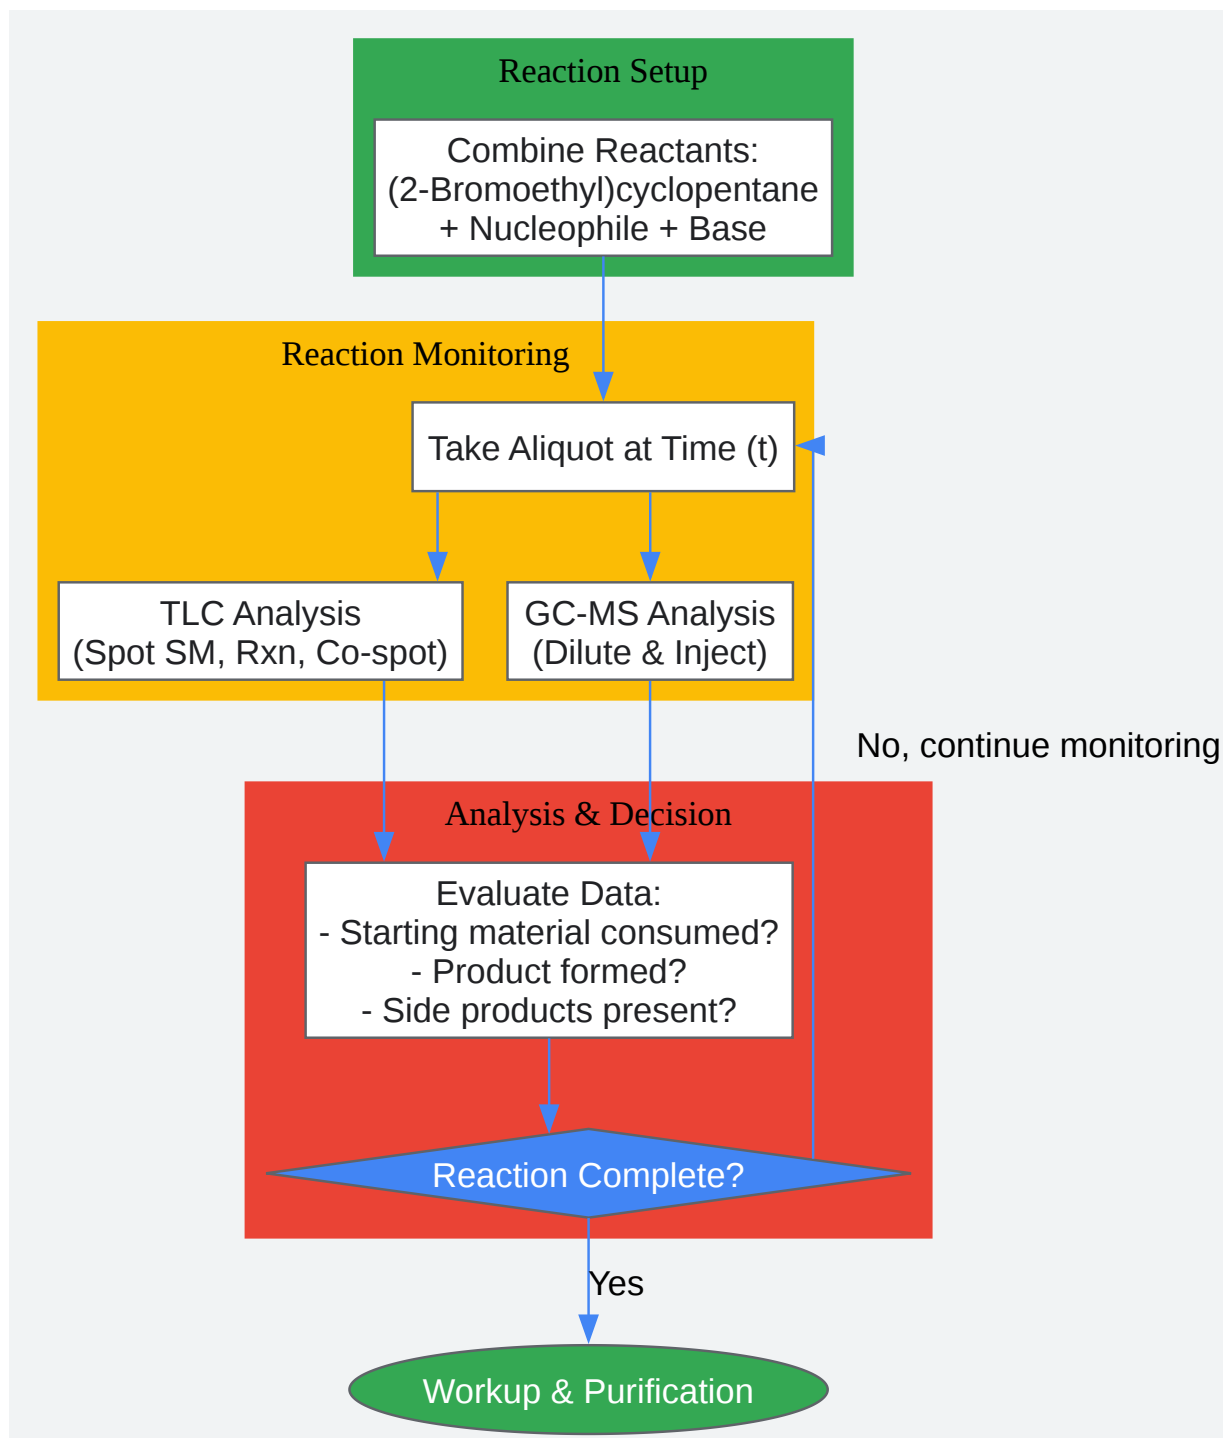 Reaction Setup
Combine Reactants:
(2-Bromoethyl)cyclopentane
+ Nucleophile + Base
Reaction Monitoring
Take Aliquot at Time (t)
TLC Analysis
(Spot SM, Rxn, Co-spot)
GC-MS Analysis
(Dilute & Inject)
No, continue monitoring
Analysis & Decision
Evaluate Data:
- Starting material consumed?
- Product formed?
- Side products present?
Reaction Complete?
Yes
Workup & Purification